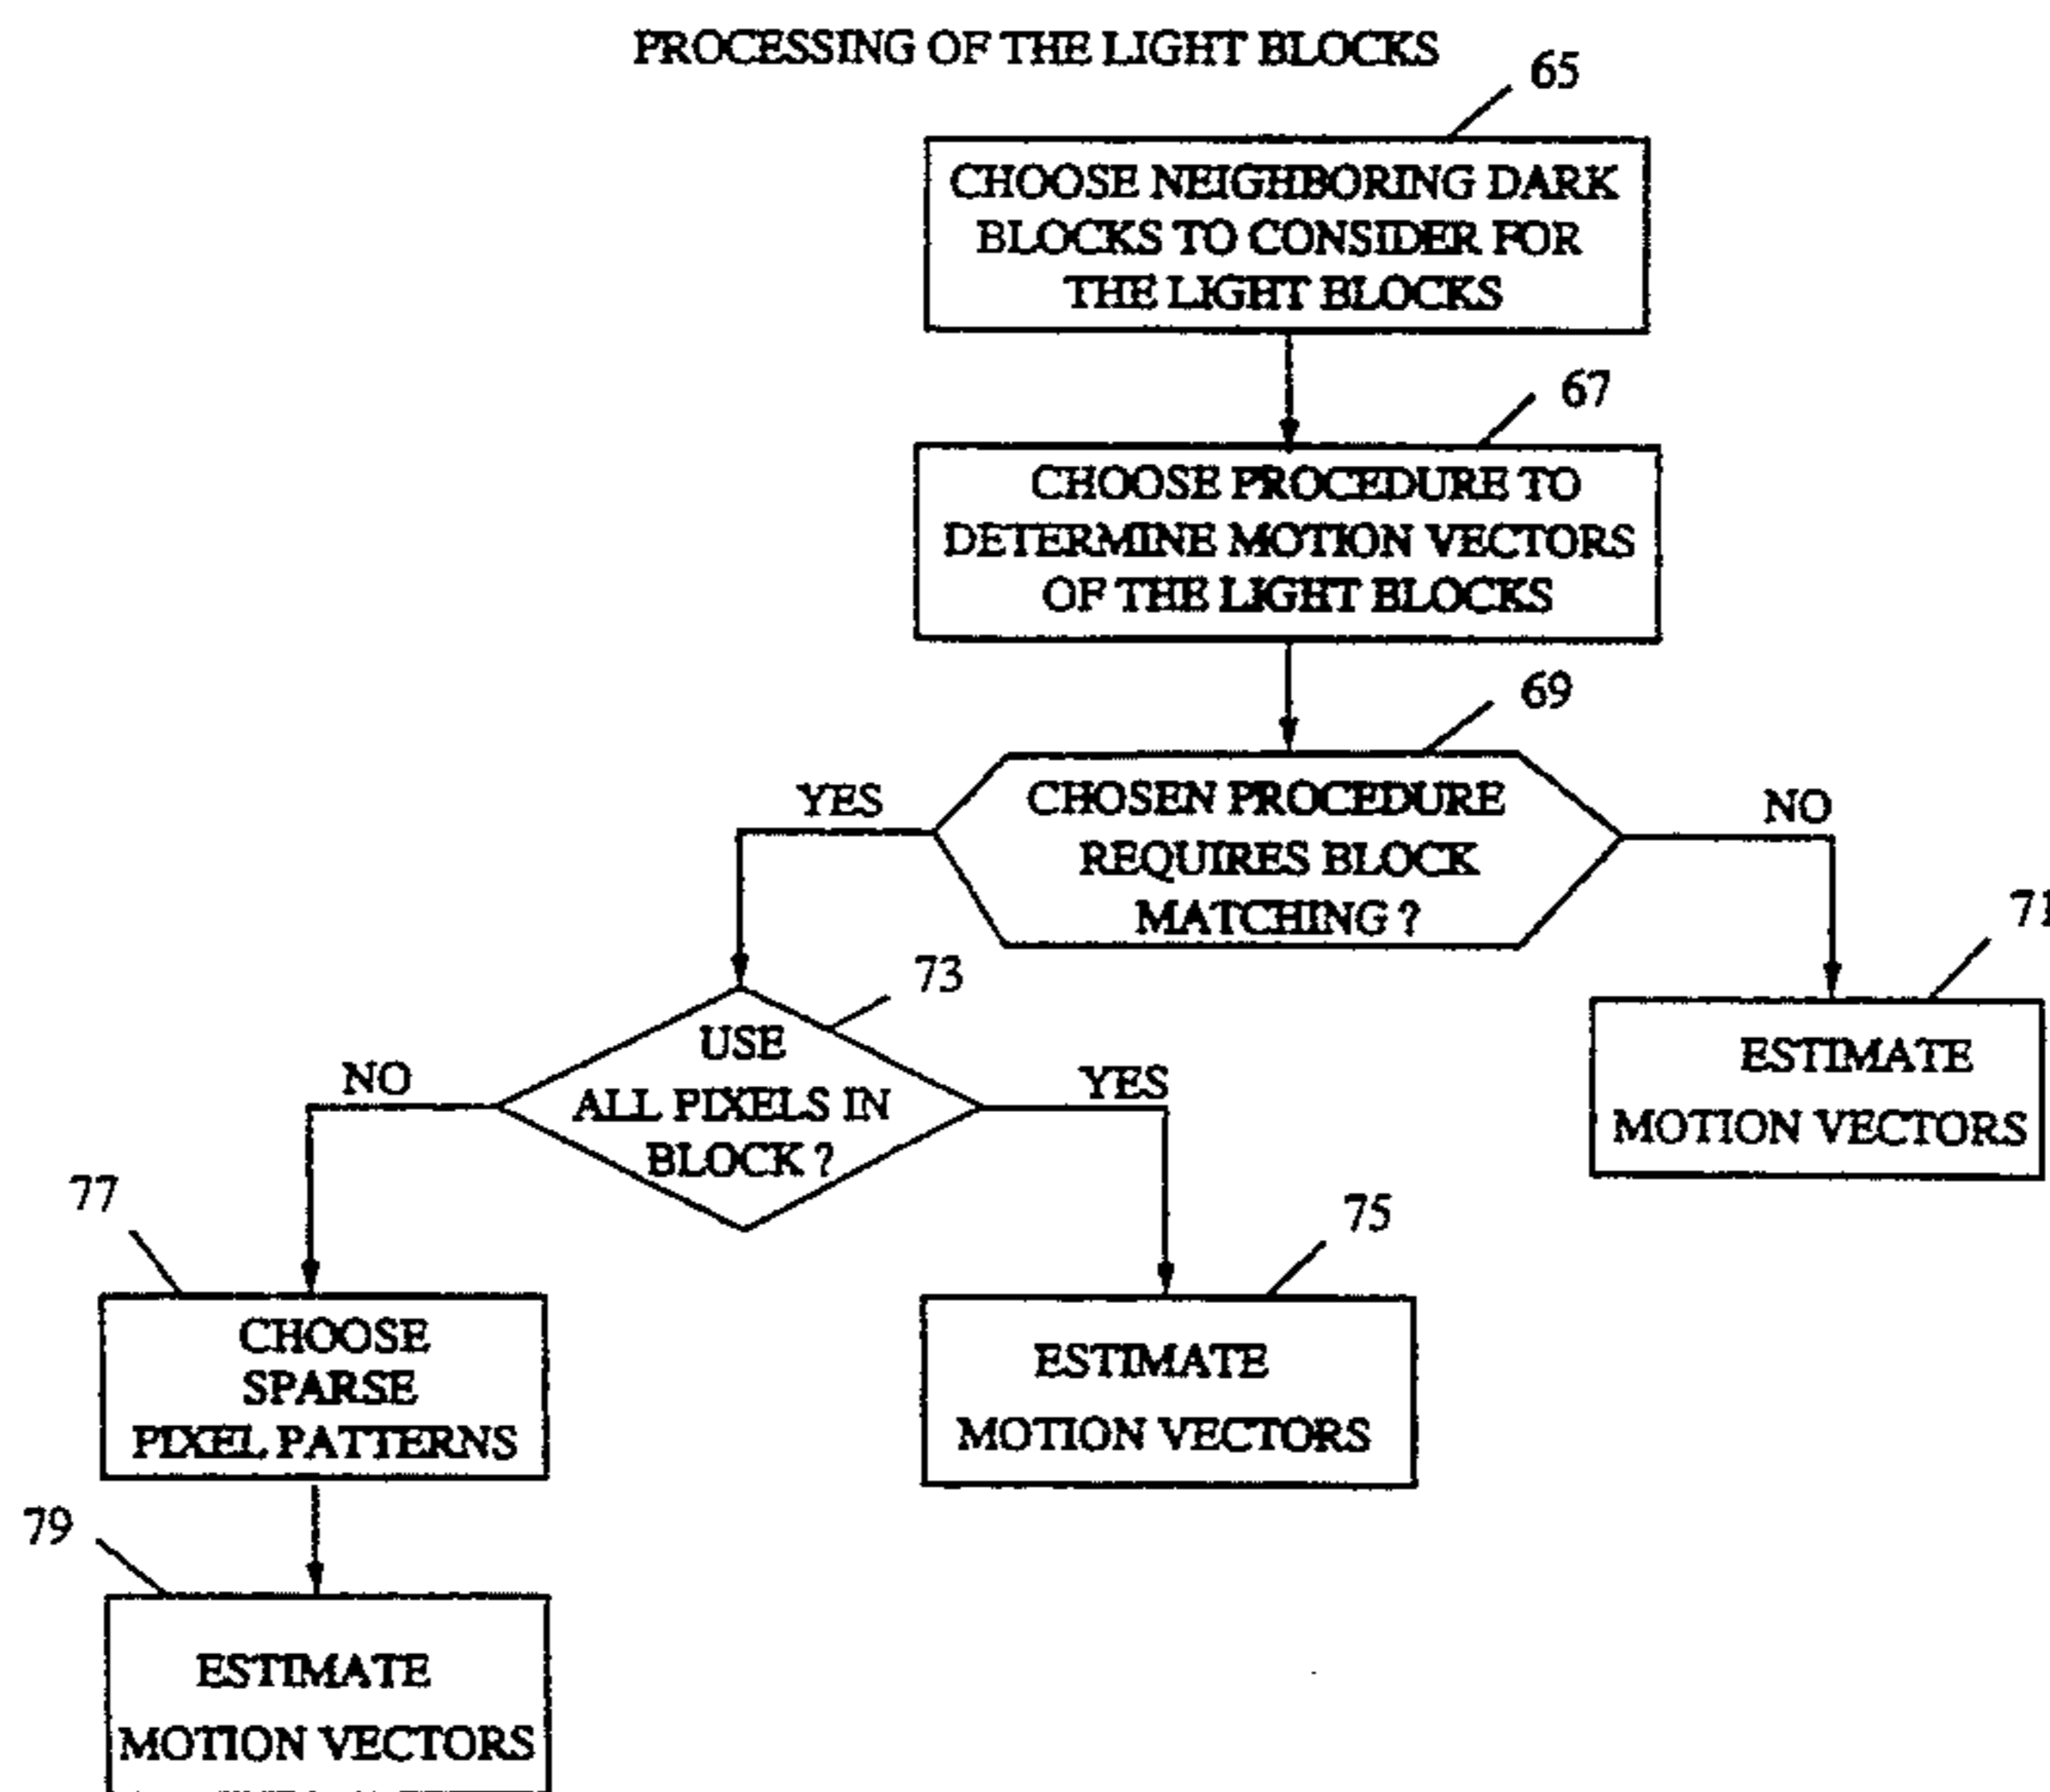 PROCESSING OF THE LIGHT BLOCKS
65
CHOOSE NEIGHBORING DARK
BLOCKS TO CONSIDER FOR
THE LIGHT BLOCKS
67
CHOOSE PROCEDURE TO
DETERMINE MOTION VECTORS
OF THE LIGHT BLOCKS
69
CHOSEN PROCEDURE
REQUIRES BLOCK
MATCHING ?
YES
NO
71
ESTIMATE
MOTION VECTORS
73
USE
ALL PIXELS IN
BLOCK ?
NO
YES
77
CHOOSE
SPARSE
PIXEL PATTERNS
75
ESTIMATE
MOTION VECTORS
79
ESTIMATE
MOTION VECTORS